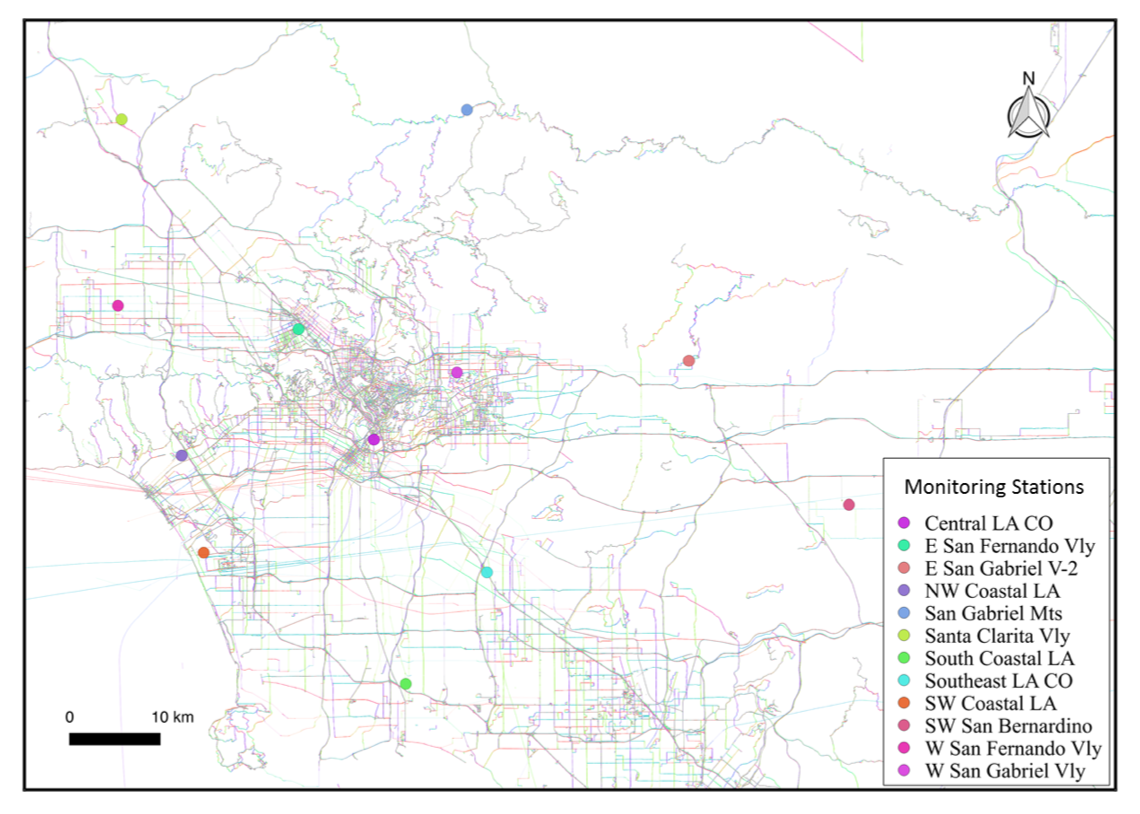 N
Monitoring Stations
Central LA CO
E San Fernando Vly
E San Gabriel V-2
NW Coastal LA
San Gabriel Mts
Santa Clarita Vly
South Coastal LA
Southeast LA CO
SW Coastal LA
SW San Bernardino
W San Fernando Vly
W San Gabriel Vly
0 10 km